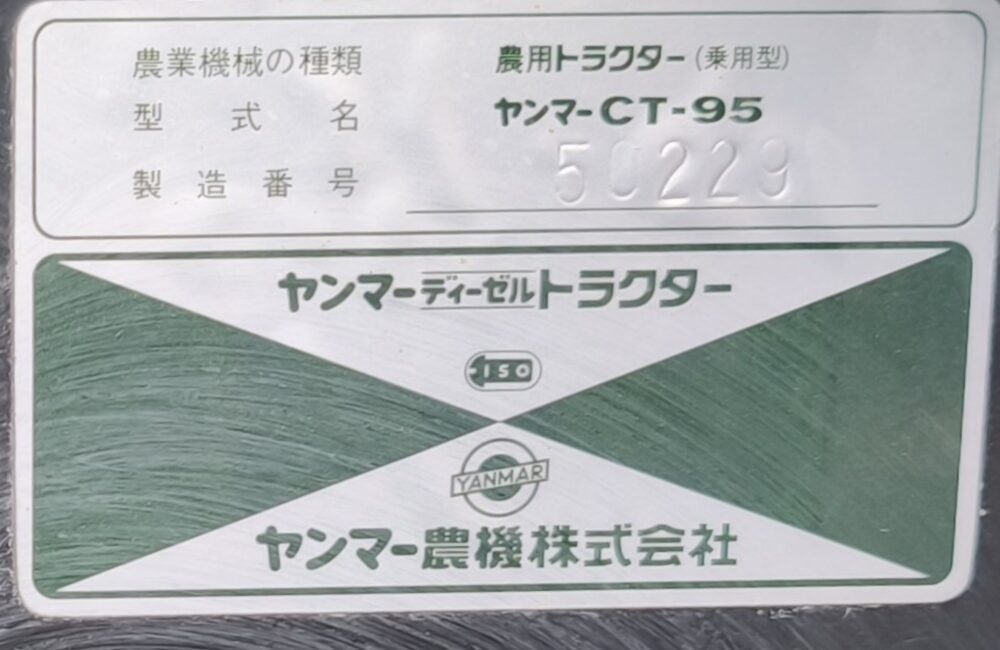 農業機械の種類 農用トラクター(乗用型)
型式名 ヤンマーCT-95
製造番号 50229
ヤンマーディーゼルトラクター
ISO
YANMAR
ヤンマー農機株式会社